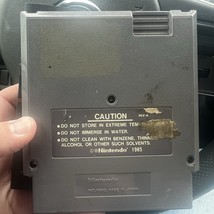 CAUTION
• DO NOT STORE IN EXTREME TEM
• DO NOT IMMERSE IN WATER.
• DO NOT CLEAN WITH BENZENE, THINN
ALCOHOL OR OTHER SUCH SOLVENTS.
©®Nintendo 1985